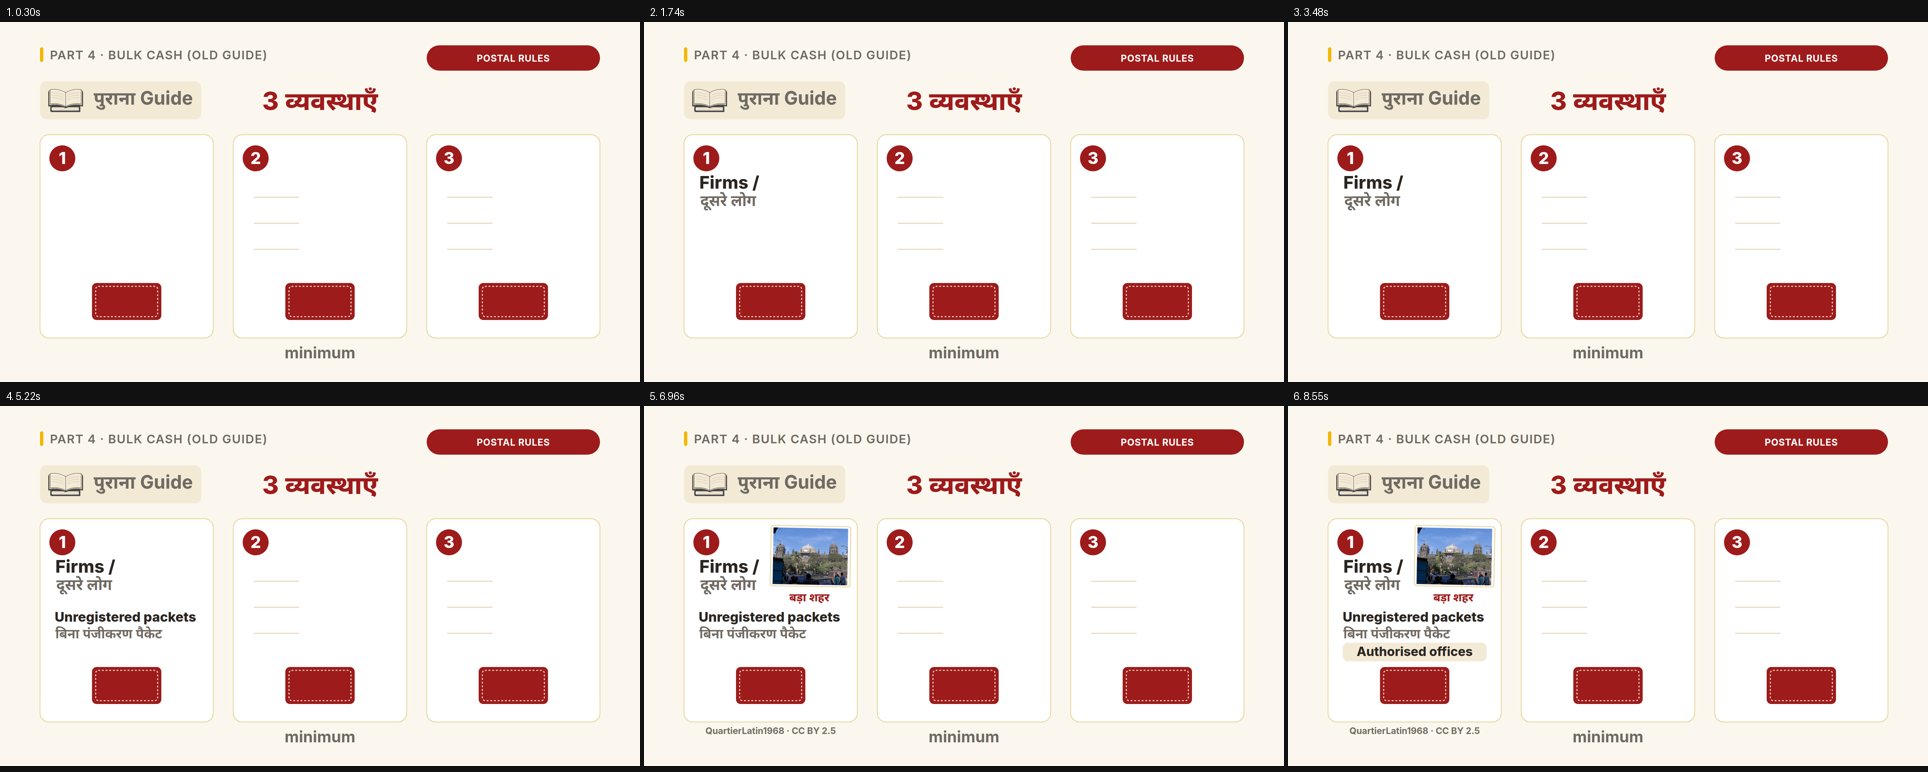 1. 0.30s
PART 4 · BULK CASH (OLD GUIDE)
POSTAL RULES
पुराना Guide
3 व्यवस्थाएँ
1
2
3
minimum
2. 1.74s
PART 4 · BULK CASH (OLD GUIDE)
POSTAL RULES
पुराना Guide
3 व्यवस्थाएँ
1
2
3
Firms /
दूसरे लोग
minimum
3. 3.48s
PART 4 · BULK CASH (OLD GUIDE)
POSTAL RULES
पुराना Guide
3 व्यवस्थाएँ
1
2
3
Firms /
दूसरे लोग
minimum
4. 5.22s
PART 4 · BULK CASH (OLD GUIDE)
POSTAL RULES
पुराना Guide
3 व्यवस्थाएँ
1
2
3
Firms /
दूसरे लोग
Unregistered packets
बिना पंजीकरण पैकेट
minimum
5. 6.96s
PART 4 · BULK CASH (OLD GUIDE)
POSTAL RULES
पुराना Guide
3 व्यवस्थाएँ
1
2
3
Firms /
दूसरे लोग
बड़ा शहर
Unregistered packets
बिना पंजीकरण पैकेट
QuartierLatin1968 · CC BY 2.5
minimum
6. 8.55s
PART 4 · BULK CASH (OLD GUIDE)
POSTAL RULES
पुराना Guide
3 व्यवस्थाएँ
1
2
3
Firms /
दूसरे लोग
बड़ा शहर
Unregistered packets
बिना पंजीकरण पैकेट
Authorised offices
QuartierLatin1968 · CC BY 2.5
minimum